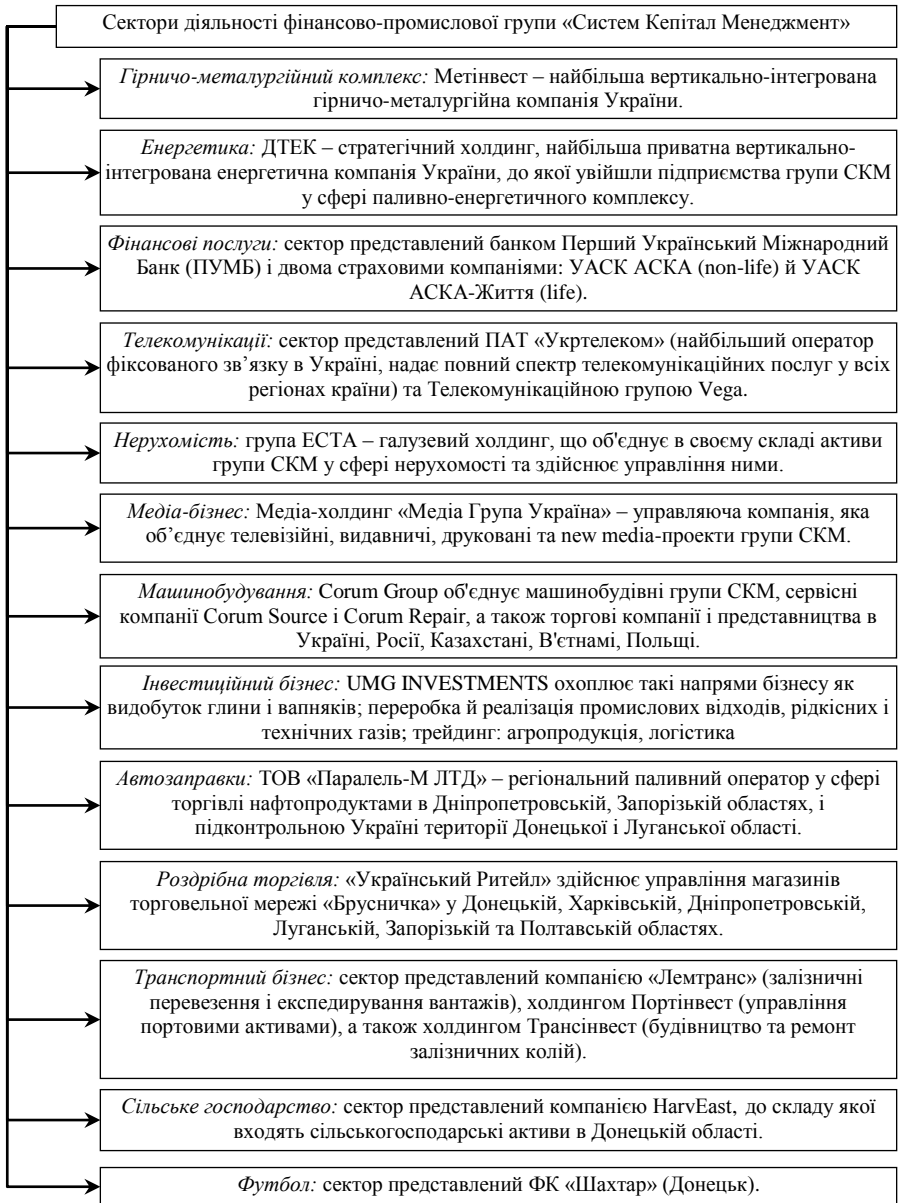 Сектори діяльності фінансово-промислової групи «Систем Кепітал Менеджмент»
Гірничо-металургійний комплекс: Метінвест – найбільша вертикально-інтегрована
гірничо-металургійна компанія України.
Енергетика: ДТЕК – стратегічний холдинг, найбільша приватна вертикально-
інтегрована енергетична компанія України, до якої увійшли підприємства групи СКМ
у сфері паливно-енергетичного комплексу.
Фінансові послуги: сектор представлений банком Перший Український Міжнародний
Банк (ПУМБ) і двома страховими компаніями: УАСК АСКА (non-life) й УАСК
АСКА-Життя (life).
Телекомунікації: сектор представлений ПАТ «Укртелеком» (найбільший оператор
фіксованого зв’язку в Україні, надає повний спектр телекомунікаційних послуг у всіх
регіонах країни) та Телекомунікаційною групою Vega.
Нерухомість: група ЕСТА – галузевий холдинг, що об'єднує в своєму складі активи
групи СКМ у сфері нерухомості та здійснює управління ними.
Медіа-бізнес: Медіа-холдинг «Медіа Група Україна» – управляюча компанія, яка
об’єднує телевізійні, видавничі, друковані та new media-проекти групи СКМ.
Машинобудування: Corum Group об'єднує машинобудівні групи СКМ, сервісні
компанії Corum Source і Corum Repair, а також торгові компанії і представництва в
Україні, Росії, Казахстані, В'єтнамі, Польщі.
Інвестиційний бізнес: UMG INVESTMENTS охоплює такі напрями бізнесу як
видобуток глини і вапняків; переробка й реалізація промислових відходів, рідкісних і
технічних газів; трейдинг: агропродукція, логістика
Автозаправки: ТОВ «Паралель-М ЛТД» – регіональний паливний оператор у сфері
торгівлі нафтопродуктами в Дніпропетровській, Запорізькій областях, і
підконтрольною Україні території Донецької і Луганської області.
Роздрібна торгівля: «Український Ритейл» здійснює управління магазинів
торговельної мережі «Брусничка» у Донецькій, Харківській, Дніпропетровській,
Луганській, Запорізькій та Полтавській областях.
Транспортний бізнес: сектор представлений компанією «Лемтранс» (залізничні
перевезення і експедирування вантажів), холдингом Портінвест (управління
портовими активами), а також холдингом Трансінвест (будівництво та ремонт
залізничних колій).
Сільське господарство: сектор представлений компанією HarvEast, до складу якої
входять сільськогосподарські активи в Донецькій області.
Футбол: сектор представлений ФК «Шахтар» (Донецьк).